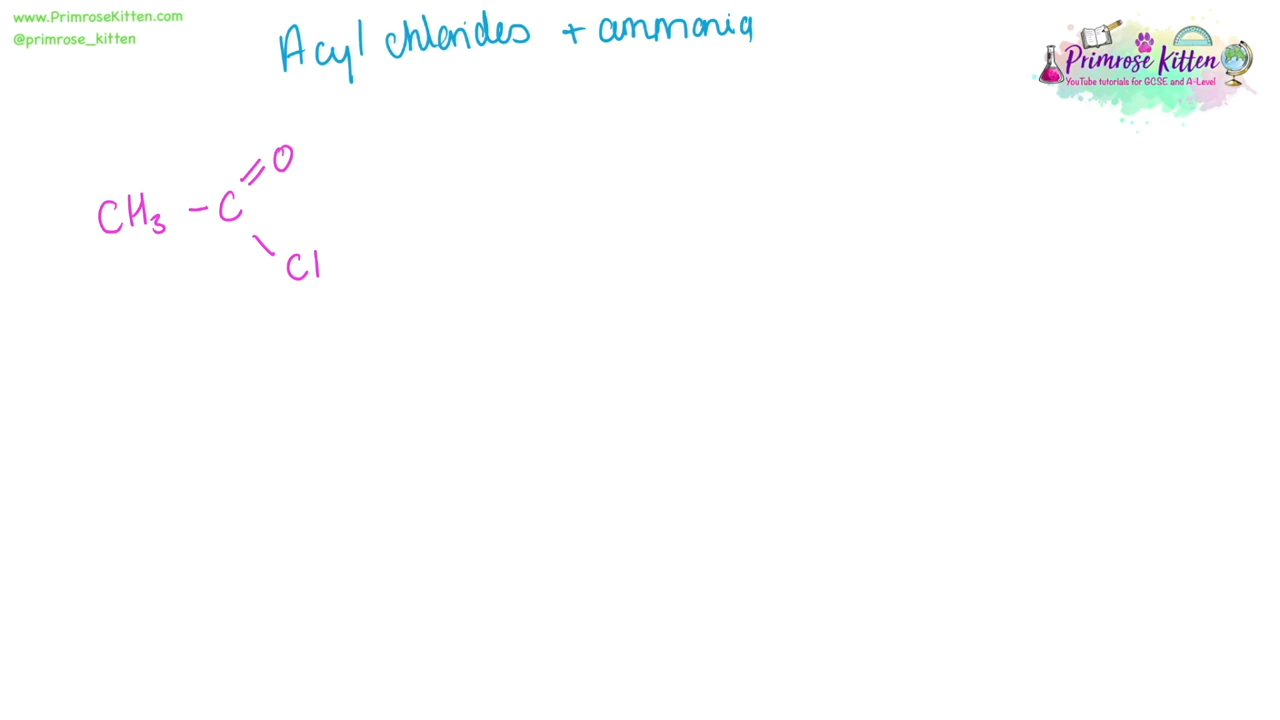 www.PrimroseKitten.com
@primrose_kitten
Acyl chlorides + ammonia
Primrose Kitten
YouTube tutorials for GCSE and A-Level
O
CH₃ - C
Cl